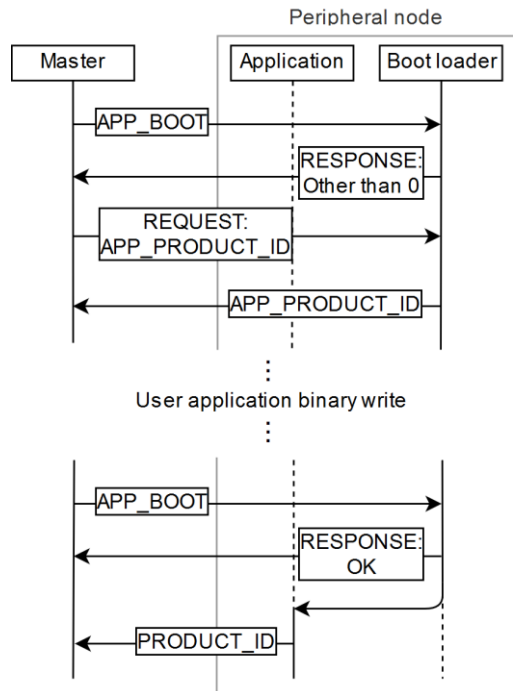 Peripheral node
Master
Application
Boot loader
APP_BOOT
RESPONSE:
Other than 0
REQUEST:
APP_PRODUCT_ID
APP_PRODUCT_ID
User application binary write
APP_BOOT
RESPONSE:
OK
PRODUCT_ID